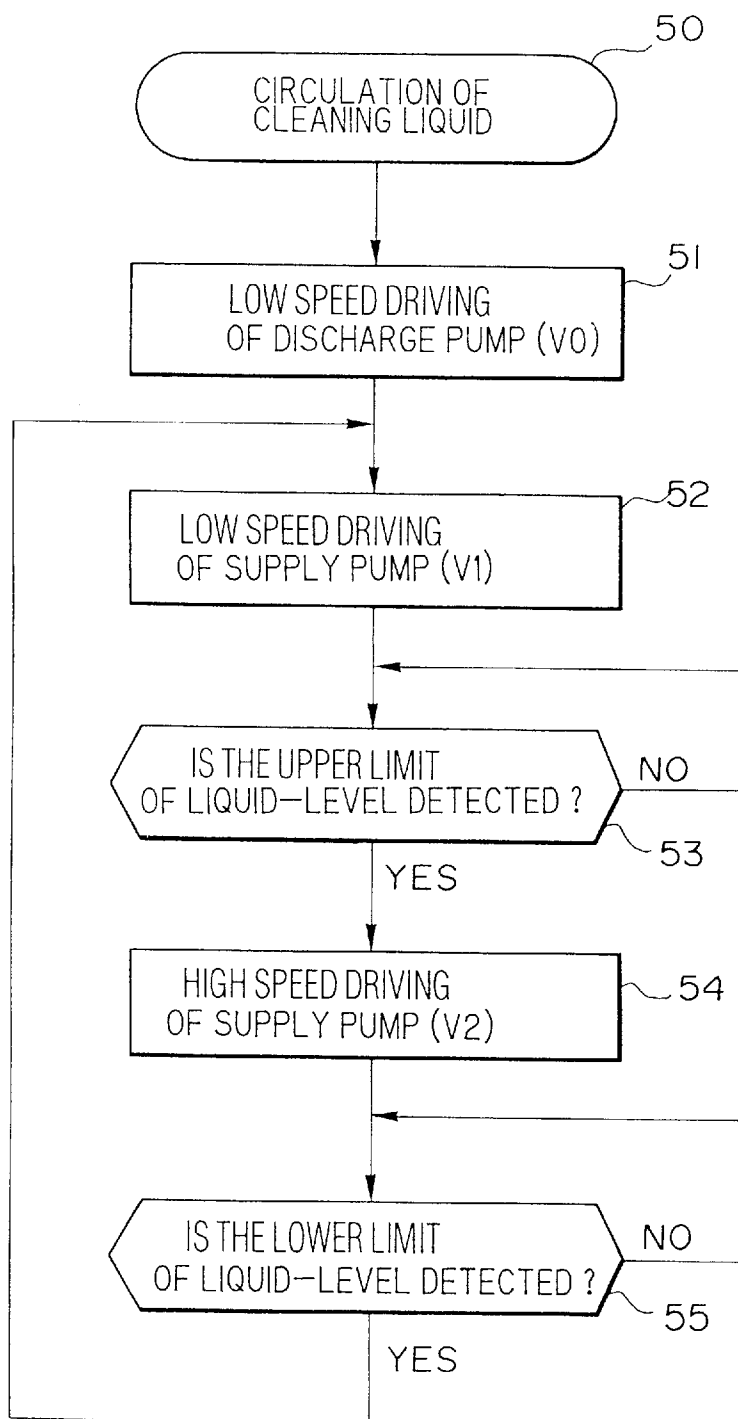 50
CIRCULATION OF
CLEANING LIQUID
51
LOW SPEED DRIVING
OF DISCHARGE PUMP (V0)
52
LOW SPEED DRIVING
OF SUPPLY PUMP (V1)
IS THE UPPER LIMIT
OF LIQUID-LEVEL DETECTED ?
NO
53
YES
HIGH SPEED DRIVING
OF SUPPLY PUMP (V2)
54
IS THE LOWER LIMIT
OF LIQUID-LEVEL DETECTED ?
NO
55
YES